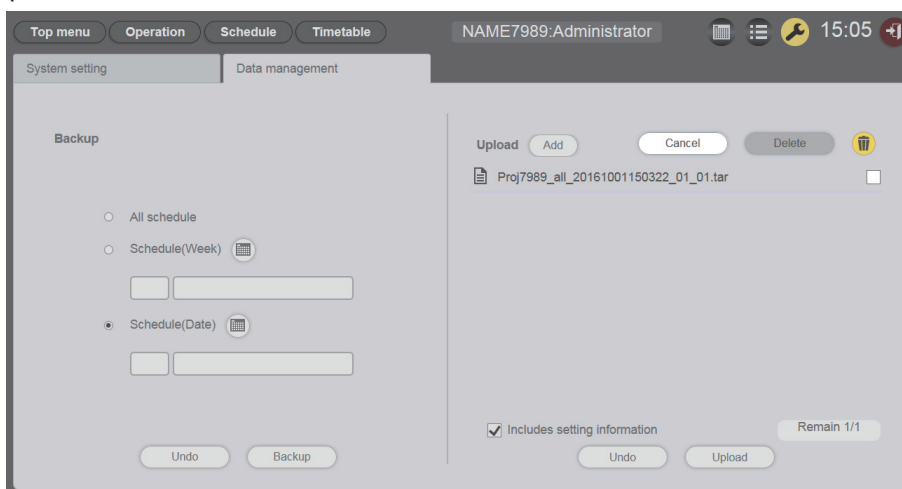 Top menu Operation Schedule Timetable NAME7989:Administrator 15:05
System setting Data management
Backup
All schedule
Schedule(Week)
Schedule(Date)
Undo Backup
Upload Add Cancel Delete
Proj7989_all_20161001150322_01_01.tar
Includes setting information Remain 1/1
Undo Upload